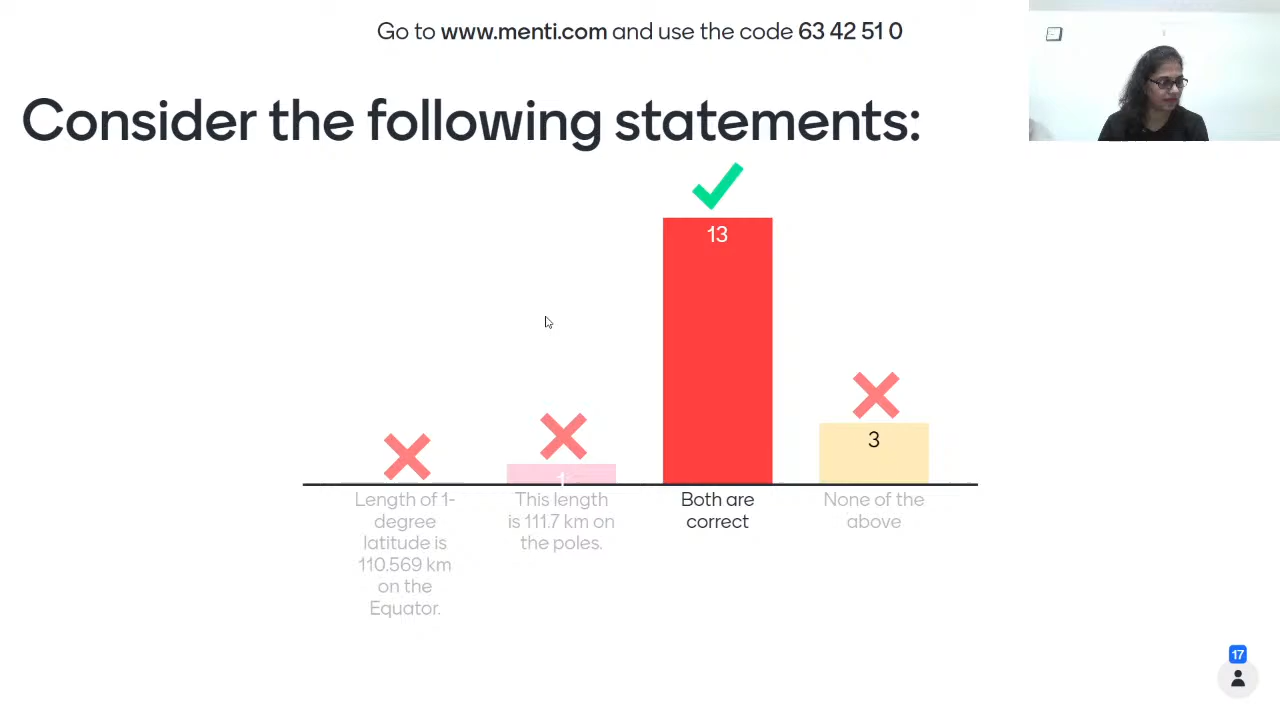 Go to www.menti.com and use the code 63 42 51 0
Consider the following statements:
13
1
3
Length of 1-
degree
latitude is
110.569 km
on the
Equator.
This length
is 111.7 km on
the poles.
Both are
correct
None of the
above
17